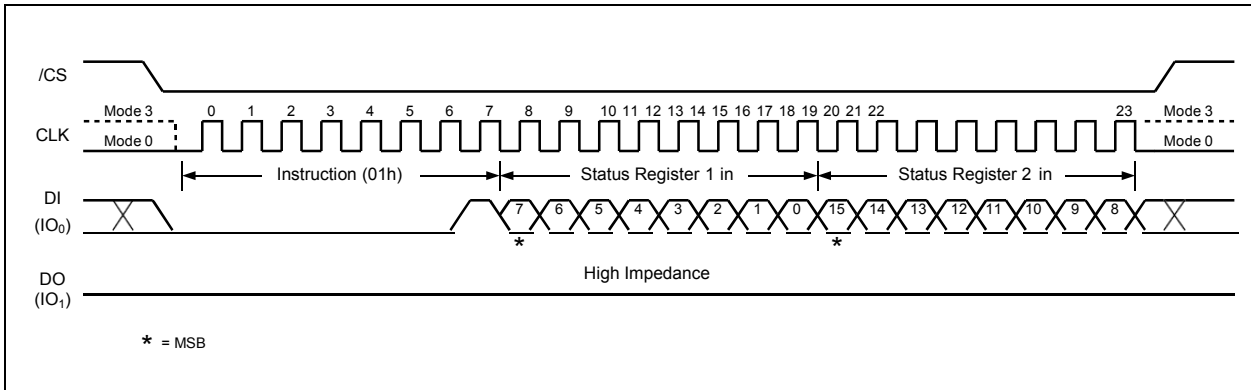 /CS
Mode 3 0 1 2 3 4 5 6 7 8 9 10 11 12 13 14 15 16 17 18 19 20 21 22 23 Mode 3
CLK
Mode 0 Mode 0
Instruction (01h) Status Register 1 in Status Register 2 in
DI
(IO0)
7 6 5 4 3 2 1 0 15 14 13 12 11 10 9 8
* *
High Impedance
DO
(IO1)
* = MSB